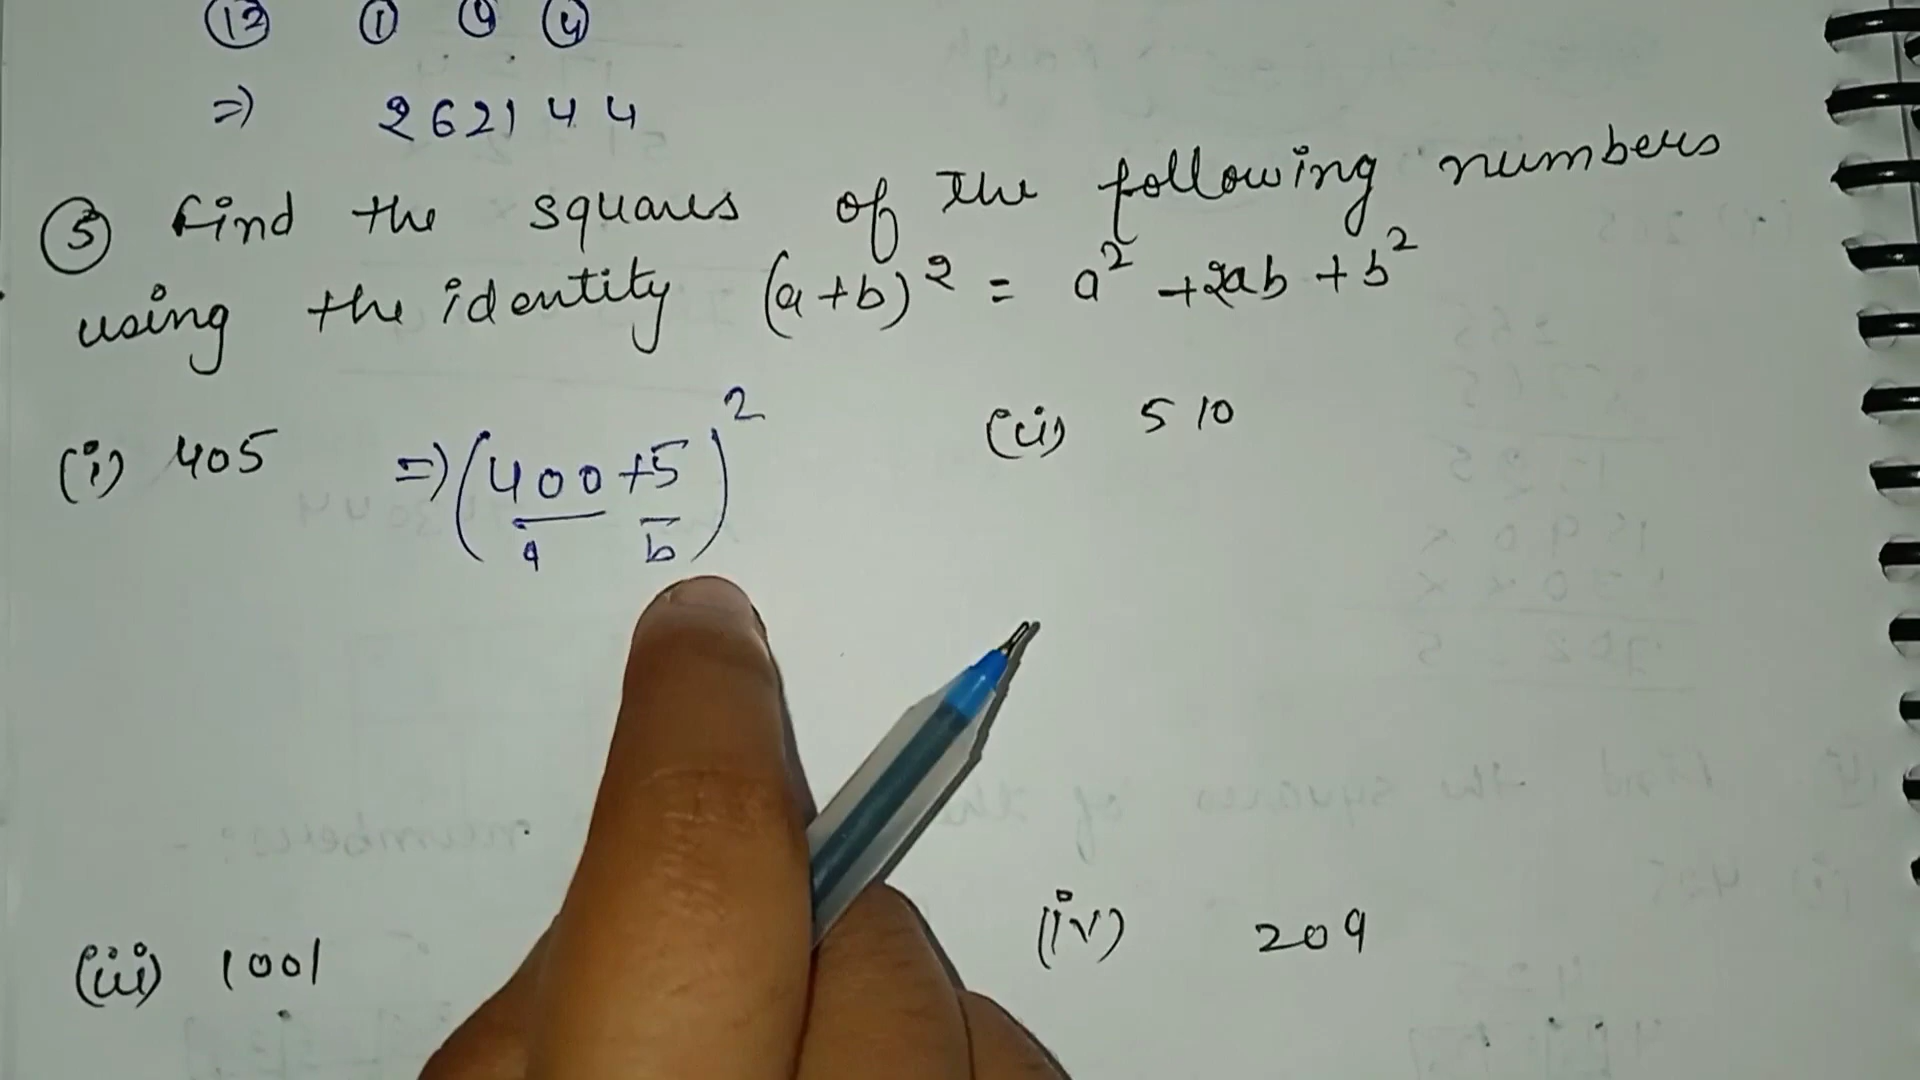 12 1 4 4
=) 262144
5 Find the squares of the following numbers
using the identity (a+b)² = a² +2ab +b²
(i) 405 =) (400+5)²
a b
(ii) 510
(iii) 1001
(iv) 209